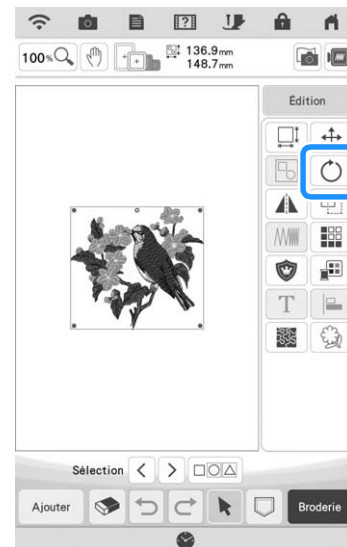 100%
136.9mm
148.7mm
Édition
T
Sélection
Ajouter
Broderie